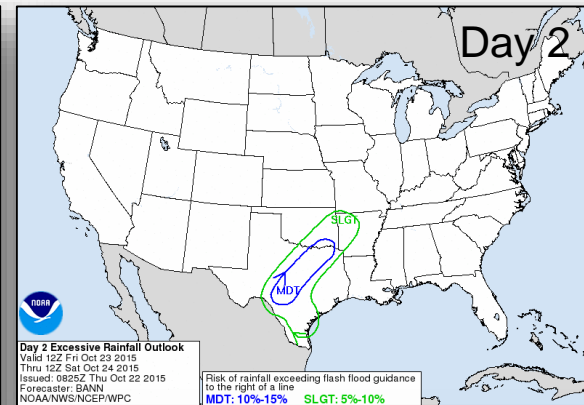 Day 2
SLGT
MDT
NOAA
Day 2 Excessive Rainfall Outlook
Valid 12Z Fri Oct 23 2015
Thru 12Z Sat Oct 24 2015
Issued: 0825Z Thu Oct 22 2015
Forecaster: BANN
NOAA/NWS/NCEP/WPC
Risk of rainfall exceeding flash flood guidance
to the right of a line
MDT: 10%-15% SLGT: 5%-10%